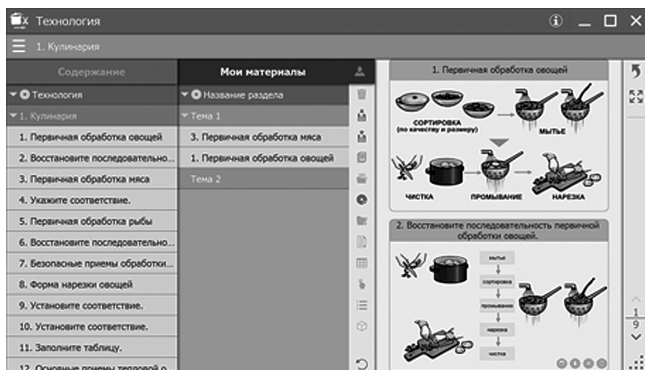 Технология
1. Кулинария
Содержание
Технология
1. Кулинария
1. Первичная обработка овощей
2. Восстановите последовательно...
3. Первичная обработка мяса
4. Укажите соответствие.
5. Первичная обработка рыбы
6. Восстановите последовательно...
7. Безопасные приемы обработки...
8. Форма нарезки овощей
9. Установите соответствие.
10. Установите соответствие.
11. Заполните таблицу.
12. Основные приемы тепловой о...
Мои материалы
Название раздела
Тема 1
3. Первичная обработка мяса
1. Первичная обработка овощей
Тема 2
1. Первичная обработка овощей
СОРТИРОВКА
(по качеству и размеру)
МЫТЬЕ
ЧИСТКА
ПРОМЫВАНИЕ
НАРЕЗКА
2. Восстановите последовательность первичной
обработки овощей.
мытье
сортировка
промывание
нарезка
чистка
1
9